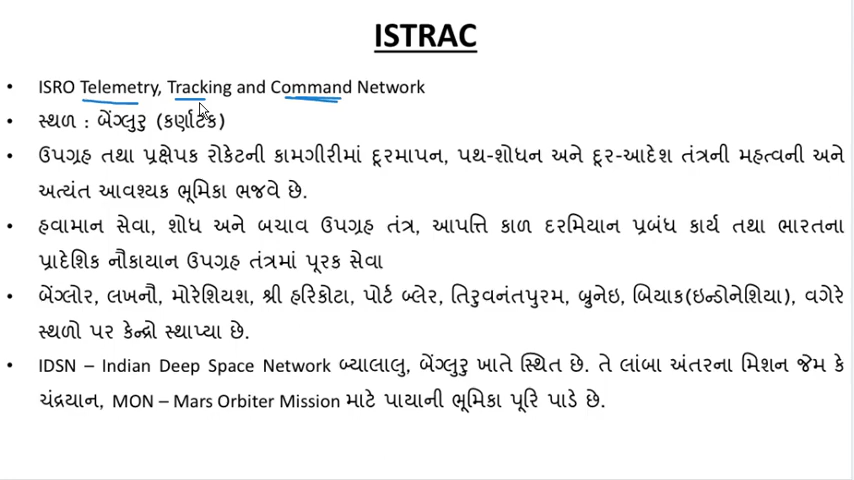 ISTRAC
• ISRO Telemetry, Tracking and Command Network
• સ્થળ : બેંગ્લુરુ (કર્ણાટક)
• ઉપગ્રહ તથા પ્રક્ષેપક રોકેટની કામગીરીમાં દૂરમાપન, પથ-શોધન અને દૂર-આદેશ તંત્રની મહત્વની અને
અત્યંત આવશ્યક ભૂમિકા ભજવે છે.
• હવામાન સેવા, શોધ અને બચાવ ઉપગ્રહ તંત્ર, આપત્તિ કાળ દરમિયાન પ્રબંધ કાર્ય તથા ભારતના
પ્રાદેશિક નૌકાયાન ઉપગ્રહ તંત્રમાં પૂરક સેવા
• બેંગ્લોર, લખનૌ, મોરેશિયશ, શ્રી હરિકોટા, પોર્ટ બ્લેર, તિરુવનંતપુરમ, બ્રુનેઇ, બિયાક(ઇન્ડોનેશિયા), વગેરે
સ્થળો પર કેન્દ્રો સ્થાપ્યા છે.
• IDSN – Indian Deep Space Network બ્યાલાલુ, બેંગ્લુરુ ખાતે સ્થિત છે. તે લાંબા અંતરના મિશન જેમ કે
ચંદ્રયાન, MON – Mars Orbiter Mission માટે પાયાની ભૂમિકા પૂરિ પાડે છે.